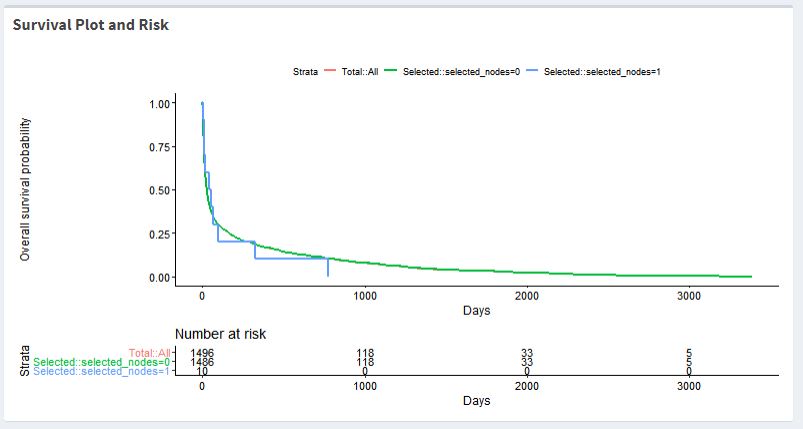 Survival Plot and Risk
Strata Total::All Selected::selected_nodes=0 Selected::selected_nodes=1
Overall survival probability
1.00
0.75
0.50
0.25
0.00
0 1000 2000 3000
Days
Number at risk
Strata
Total::All 1496 118 33 5
Selected::selected_nodes=0 1486 118 33 5
Selected::selected_nodes=1 10 0 0 0
0 1000 2000 3000
Days